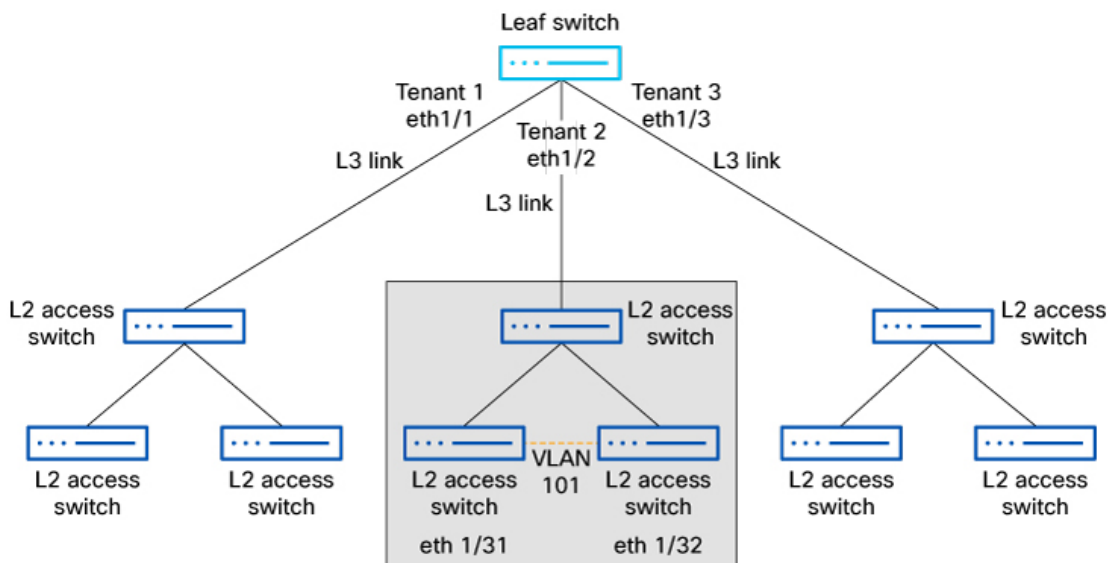 Leaf switch
Tenant 1
eth1/1
Tenant 2
eth1/2
Tenant 3
eth1/3
L3 link
L3 link
L3 link
L2 access
switch
L2 access
switch
L2 access
switch
L2 access
switch
L2 access
switch
L2 access
switch
eth 1/31
VLAN
101
L2 access
switch
eth 1/32
L2 access
switch
L2 access
switch